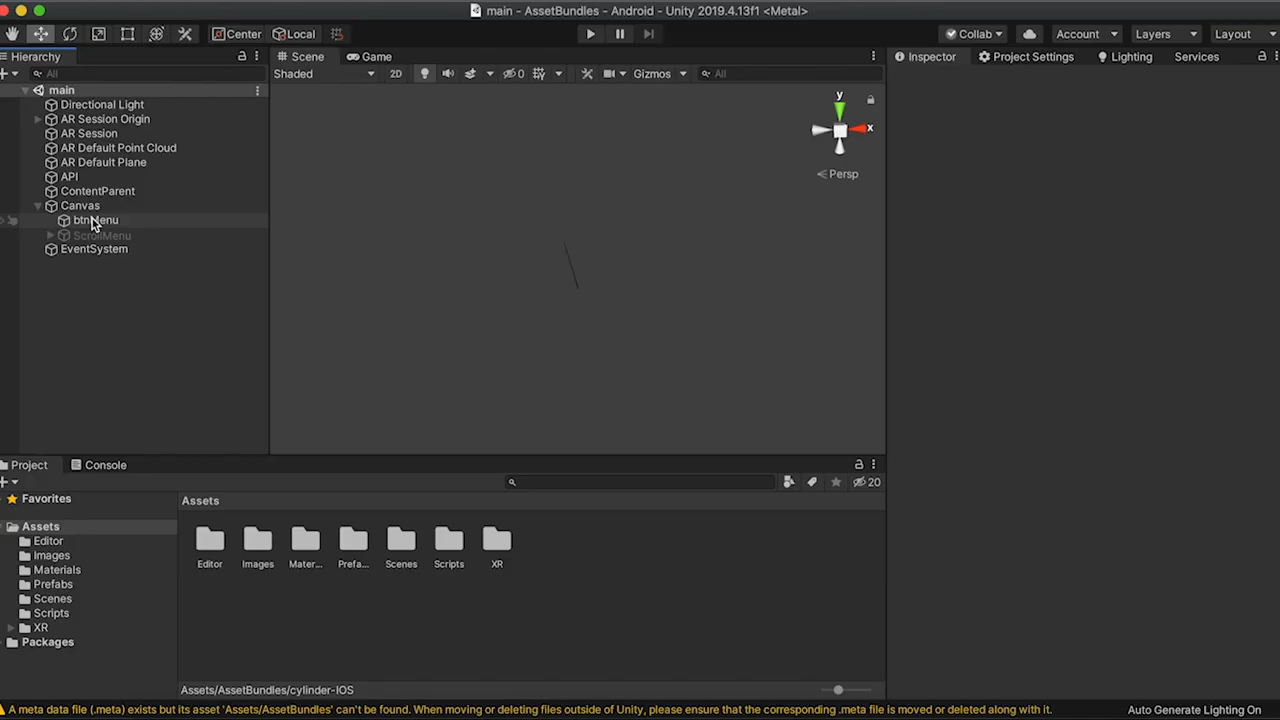 main - AssetBundles - Android - Unity 2019.4.13f1 <Metal>
Center Local Collab Account Layers Layout
Hierarchy Scene Game Inspector Project Settings Lighting Services
All Shaded 2D 0 Gizmos All
main
Directional Light
AR Session Origin
AR Session
AR Default Point Cloud
AR Default Plane
API
ContentParent
Canvas
btnMenu
ScrollMenu
EventSystem
y
x
Persp
Project Console
20
Favorites
Assets
Assets
Editor
Images
Materials
Prefabs
Scenes
Scripts
XR
Packages
Editor Images Mater... Prefa... Scenes Scripts XR
Assets/AssetBundles/cylinder-IOS
A meta data file (.meta) exists but its asset 'Assets/AssetBundles' can't be found. When moving or deleting files outside of Unity, please ensure that the corresponding .meta file is moved or deleted along with it.
Auto Generate Lighting On